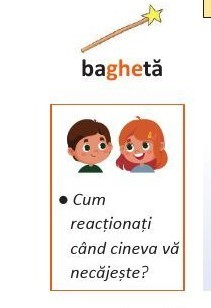 baghetă
● Cum
reacționați
când cineva vă
necăjește?